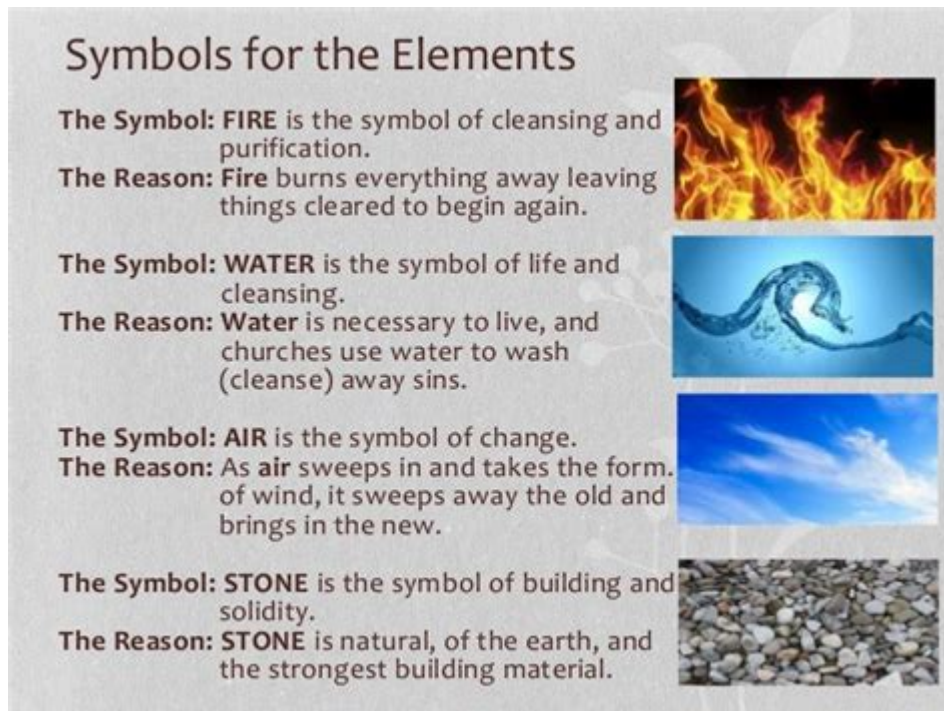 Symbols for the Elements
The Symbol: FIRE is the symbol of cleansing and
purification.
The Reason: Fire burns everything away leaving
things cleared to begin again.
The Symbol: WATER is the symbol of life and
cleansing.
The Reason: Water is necessary to live, and
churches use water to wash
(cleanse) away sins.
The Symbol: AIR is the symbol of change.
The Reason: As air sweeps in and takes the form.
of wind, it sweeps away the old and
brings in the new.
The Symbol: STONE is the symbol of building and
solidity.
The Reason: STONE is natural, of the earth, and
the strongest building material.